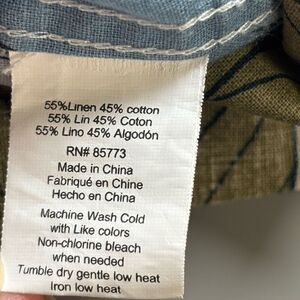 55%Linen 45% cotton
55% Lin 45% Coton
55% Lino 45% Algodón
RN# 85773
Made in China
Fabriqué en Chine
Hecho en China
Machine Wash Cold
with Like colors
Non-chlorine bleach
when needed
Tumble dry gentle low heat
Iron low heat